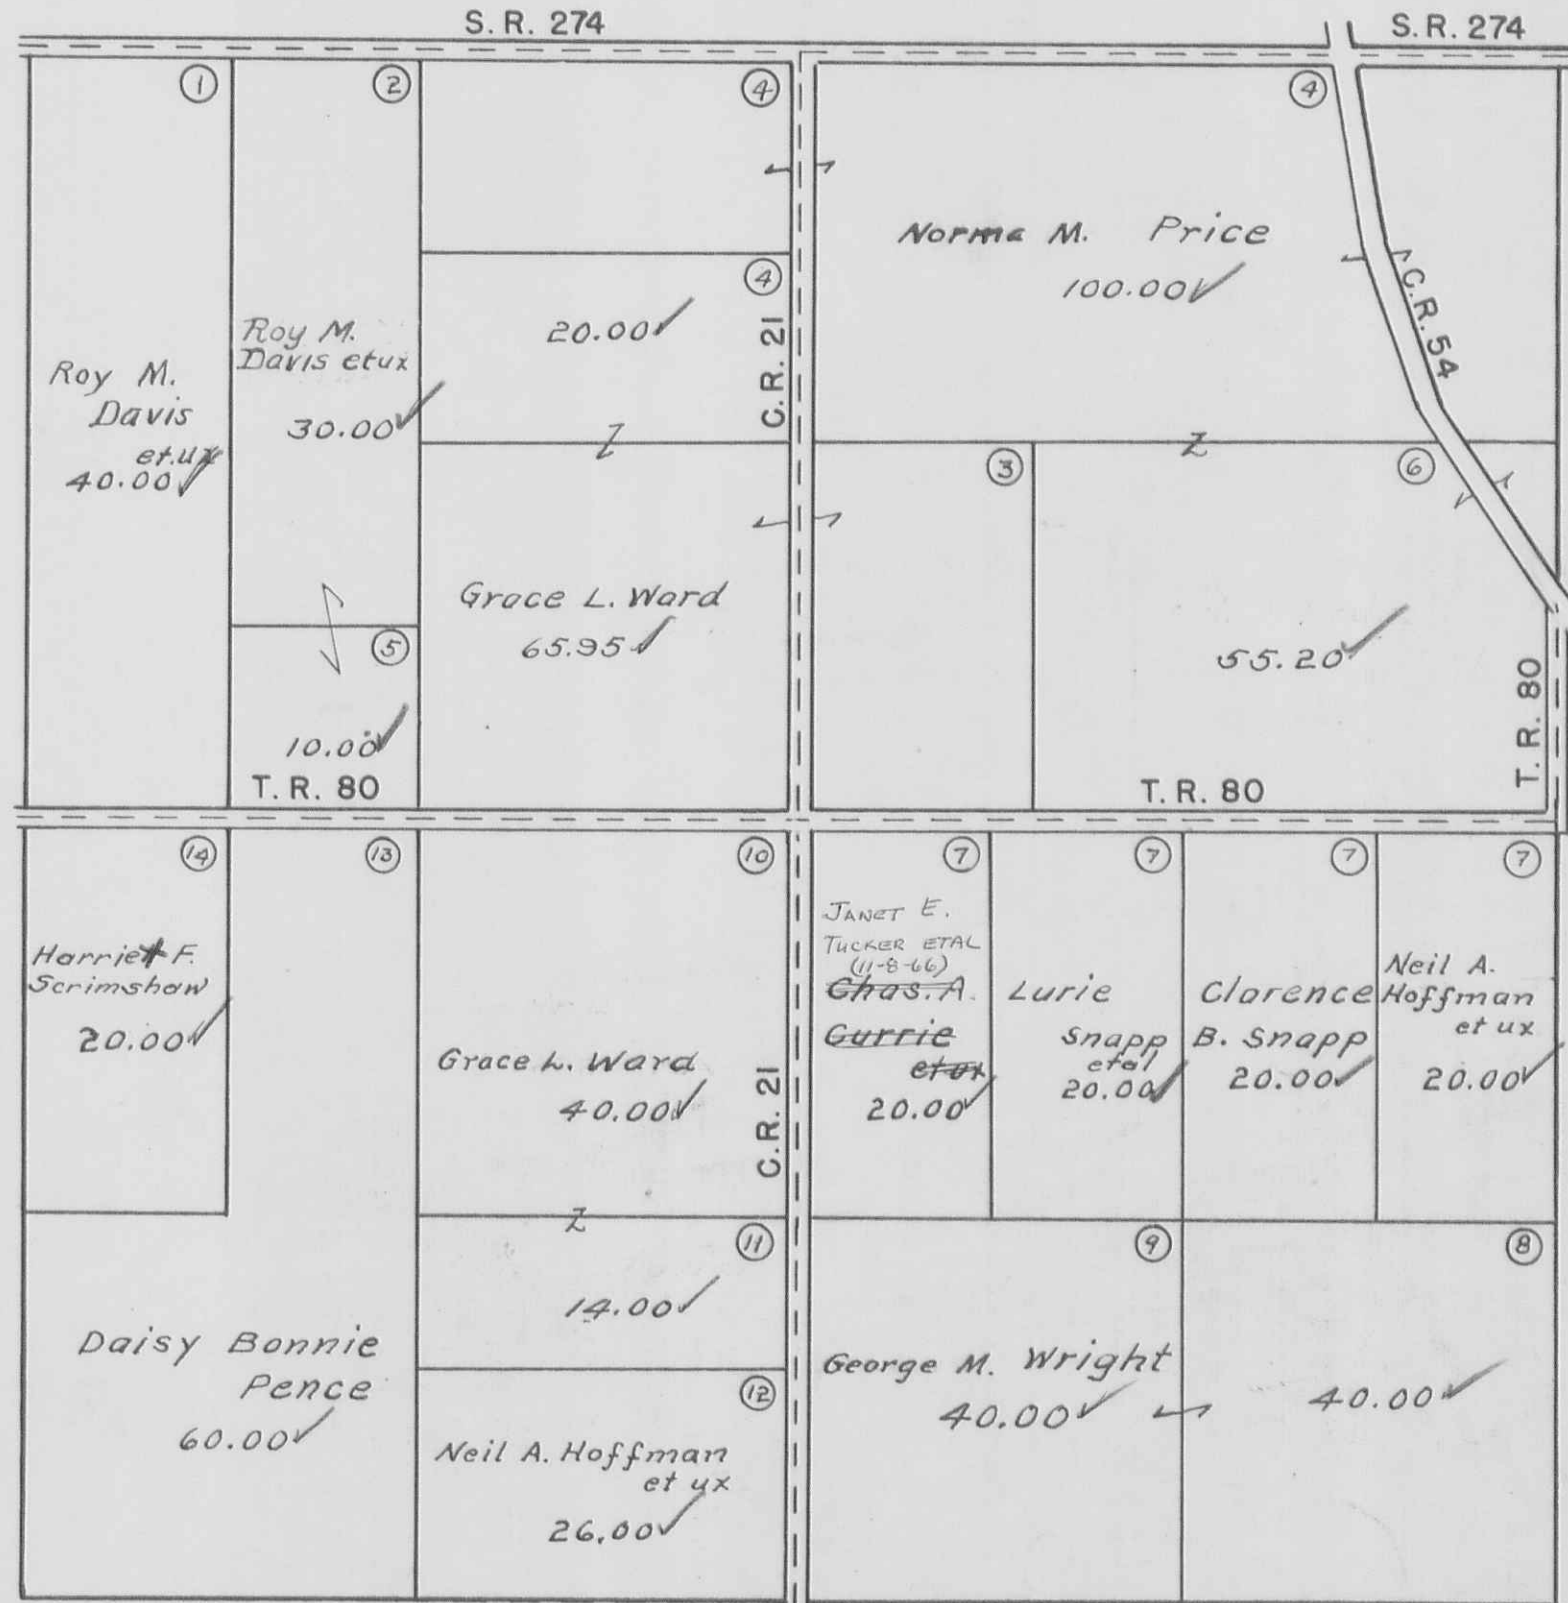 S. R. 274
S. R. 274
1
2
4
4
Norma M. Price
100.00
4
20.00
C. R. 21
C. R. 54
Roy M.
Davis
et.ux
40.00
Roy M.
Davis etux
30.00
Z
Z
3
6
Grace L. Ward
65.95
5
10.00
55.20
T. R. 80
T. R. 80
T. R. 80
14
13
10
7
7
7
7
Harriet F.
Scrimshaw
20.00
Grace L. Ward
40.00
C. R. 21
JANET E.
TUCKER ETAL
(11-8-66)
Chas. A.
Currie
etux
20.00
Lurie
Snapp
etal
20.00
Clarence
B. Snapp
20.00
Neil A.
Hoffman
et ux
20.00
Z
11
14.00
9
8
Daisy Bonnie
Pence
60.00
12
Neil A. Hoffman
et ux
26.00
George M. Wright
40.00
40.00